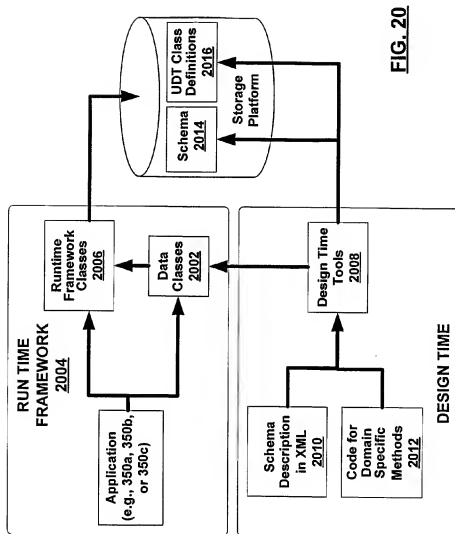 RUN TIME
FRAMEWORK
2004
Application
(e.g., 350a, 350b,
or 350c)
Runtime
Framework
Classes
2006
Data
Classes
2002
Schema
2014
UDT Class
Definitions
2016
Storage
Platform
Schema
Description
in XML
2010
Code for
Domain
Specific
Methods
2012
Design Time
Tools
2008
DESIGN TIME
FIG. 20